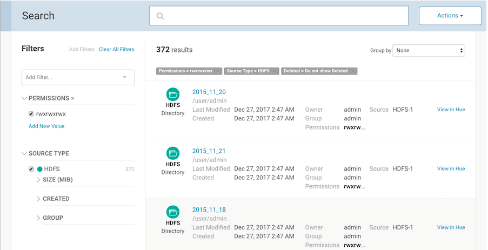 Search
Actions
Filters
Add Filters
Clear All Filters
Add Filter...
PERMISSIONS ×
rwxrwxrwx
Add New Value
SOURCE TYPE
HDFS 372
SIZE (MIB)
CREATED
GROUP
372 results
Group by: None
Permissions = rwxrwxrwx
Source Type = HDFS
Deleted = Do not show Deleted
HDFS
Directory
2015_11_20
/user/admin
Last Modified Dec 27, 2017 2:47 AM Owner admin Source HDFS-1 View in Hue
Created Dec 27, 2017 2:47 AM Group admin
Permissions rwxrw...
HDFS
Directory
2015_11_21
/user/admin
Last Modified Dec 27, 2017 2:47 AM Owner admin Source HDFS-1 View in Hue
Created Dec 27, 2017 2:47 AM Group admin
Permissions rwxrw...
HDFS
Directory
2015_11_18
/user/admin
Last Modified Dec 27, 2017 2:47 AM Owner admin Source HDFS-1 View in Hue
Created Dec 27, 2017 2:47 AM Group admin
Permissions rwxrw...